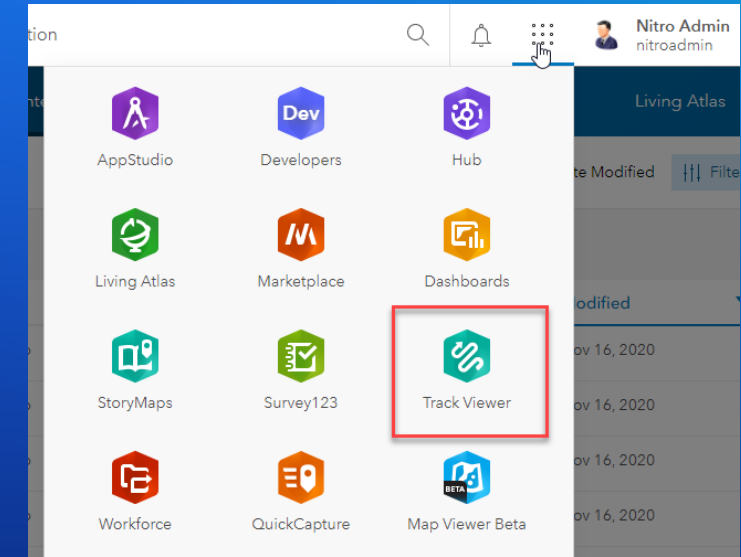 tion
Nitro Admin
nitroadmin
Living Atlas
AppStudio
Dev
Developers
Hub
te Modified
Filte
Living Atlas
Marketplace
Dashboards
odified
StoryMaps
Survey123
Track Viewer
ov 16, 2020
ov 16, 2020
BETA
Workforce
QuickCapture
Map Viewer Beta
ov 16, 2020
ov 16, 2020